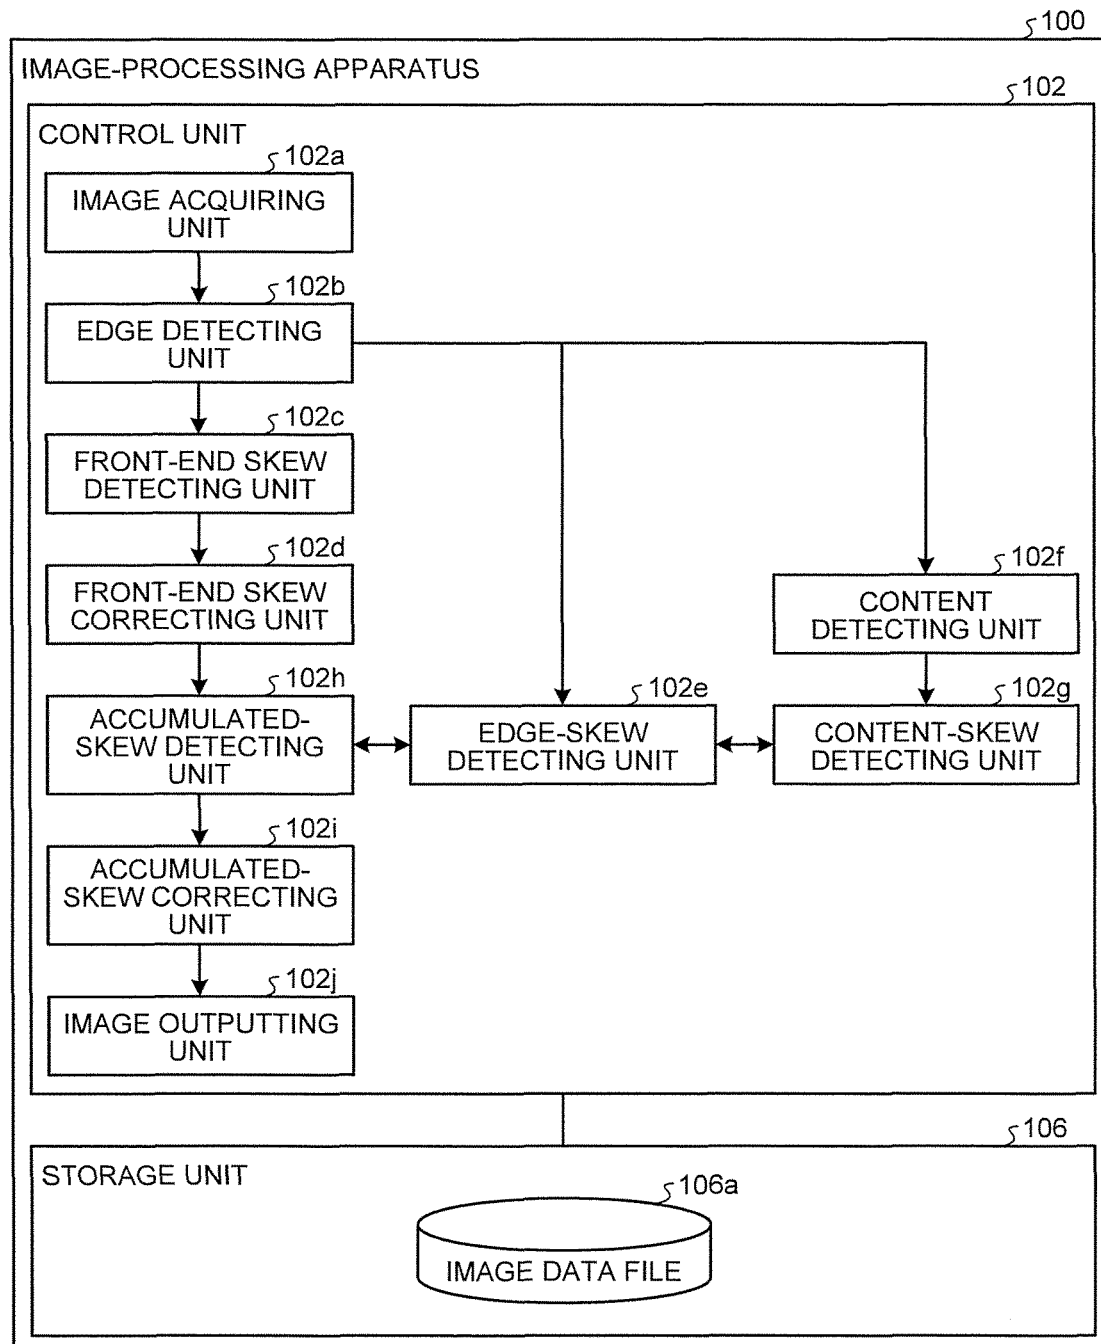 100
IMAGE-PROCESSING APPARATUS
102
CONTROL UNIT
102a
IMAGE ACQUIRING
UNIT
102b
EDGE DETECTING
UNIT
102c
FRONT-END SKEW
DETECTING UNIT
102d
FRONT-END SKEW
CORRECTING UNIT
102f
CONTENT
DETECTING UNIT
102h
ACCUMULATED-
SKEW DETECTING
UNIT
102e
EDGE-SKEW
DETECTING UNIT
102g
CONTENT-SKEW
DETECTING UNIT
102i
ACCUMULATED-
SKEW CORRECTING
UNIT
102j
IMAGE OUTPUTTING
UNIT
106
STORAGE UNIT
106a
IMAGE DATA FILE